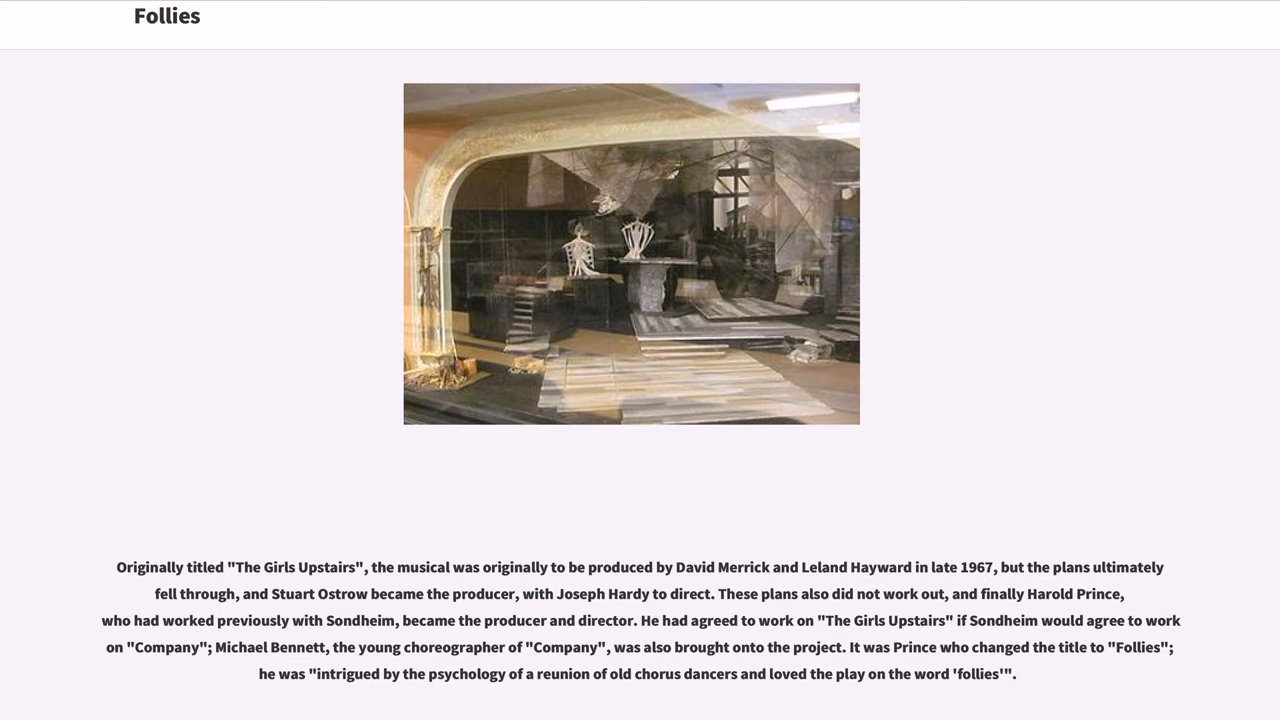 Follies
Originally titled "The Girls Upstairs", the musical was originally to be produced by David Merrick and Leland Hayward in late 1967, but the plans ultimately
fell through, and Stuart Ostrow became the producer, with Joseph Hardy to direct. These plans also did not work out, and finally Harold Prince,
who had worked previously with Sondheim, became the producer and director. He had agreed to work on "The Girls Upstairs" if Sondheim would agree to work
on "Company"; Michael Bennett, the young choreographer of "Company", was also brought onto the project. It was Prince who changed the title to "Follies";
he was "intrigued by the psychology of a reunion of old chorus dancers and loved the play on the word 'follies'".